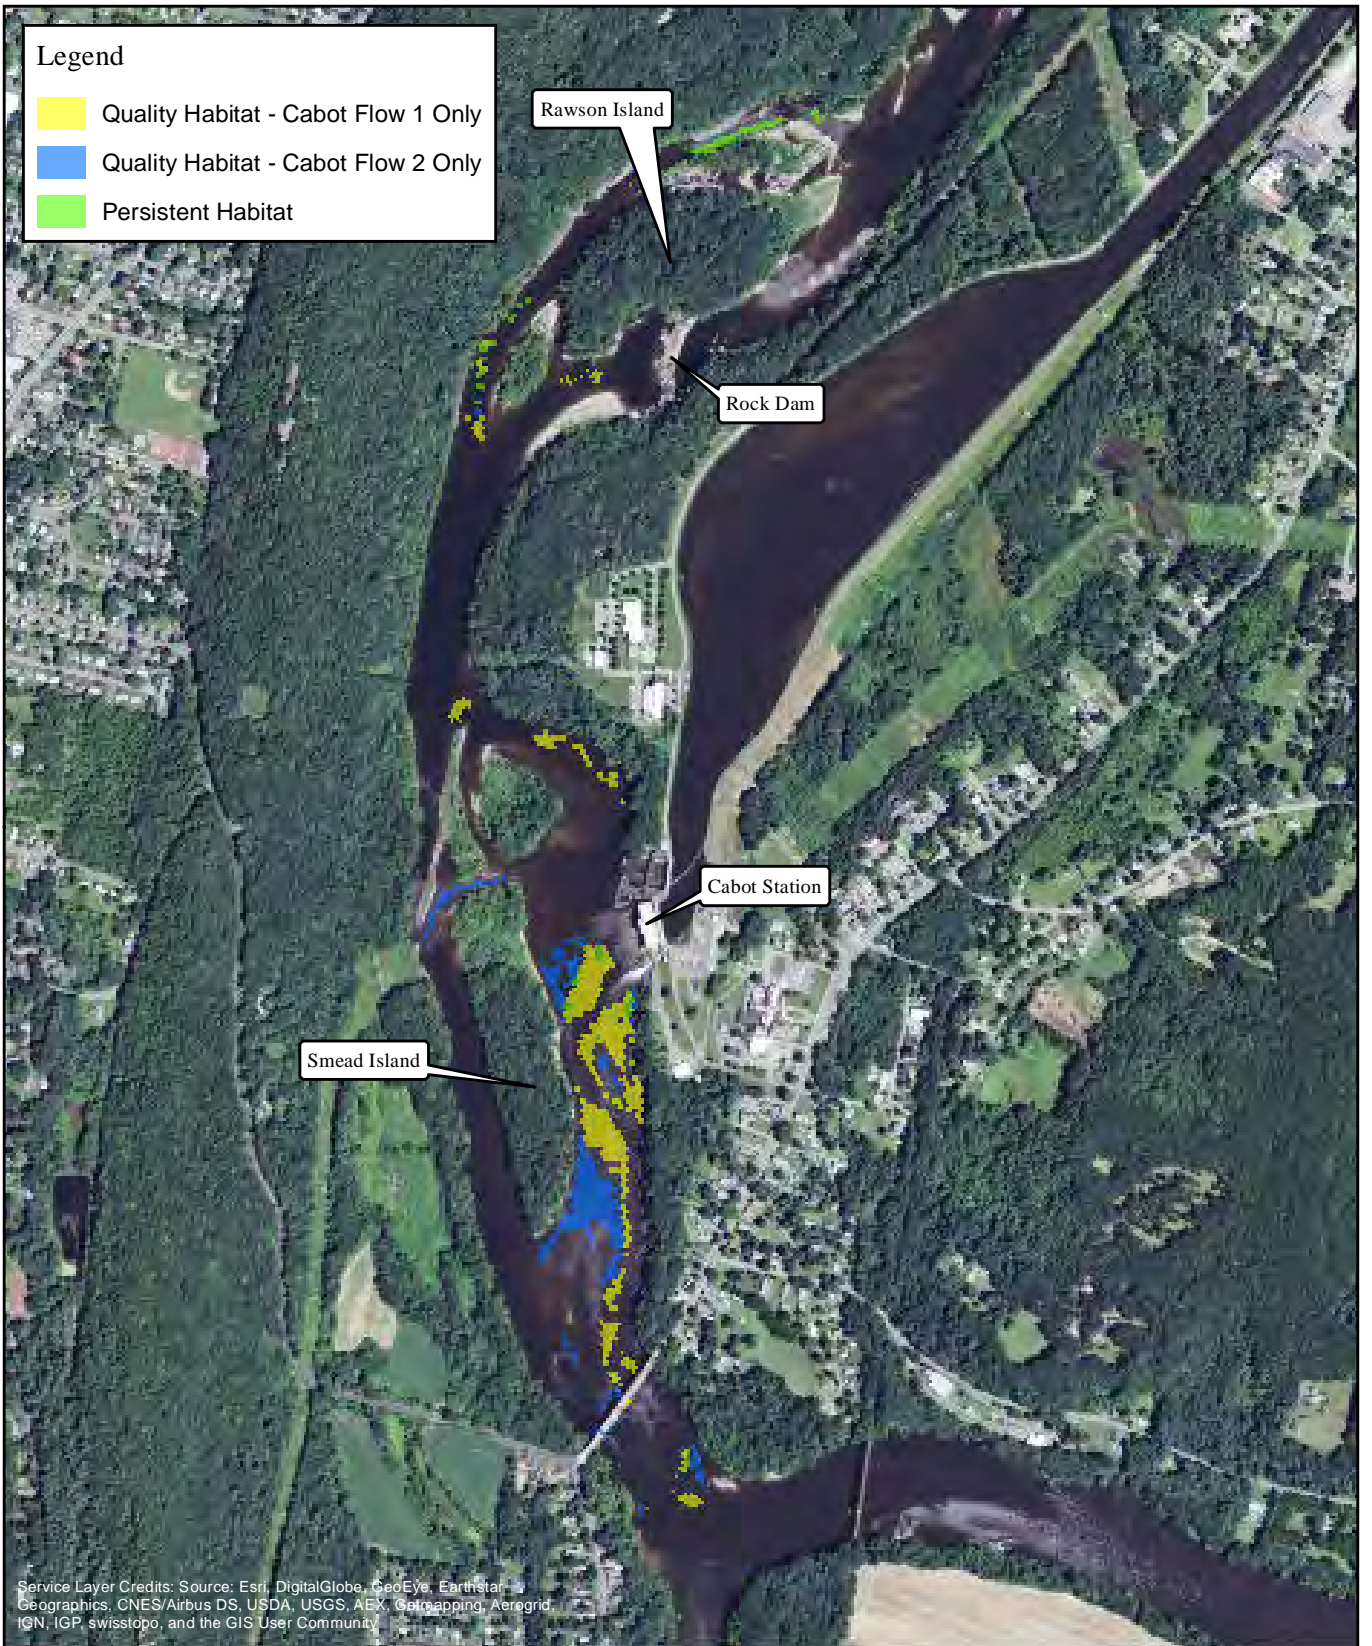 Legend
Quality Habitat - Cabot Flow 1 Only
Quality Habitat - Cabot Flow 2 Only
Persistent Habitat
Rawson Island
Rock Dam
Cabot Station
Smead Island
Service Layer Credits: Source: Esri, DigitalGlobe, GeoEye, Earthstar
Geographics, CNES/Airbus DS, USDA, USGS, AEX, Getmapping, Aerogrid,
IGN, IGP, swisstopo, and the GIS User Community